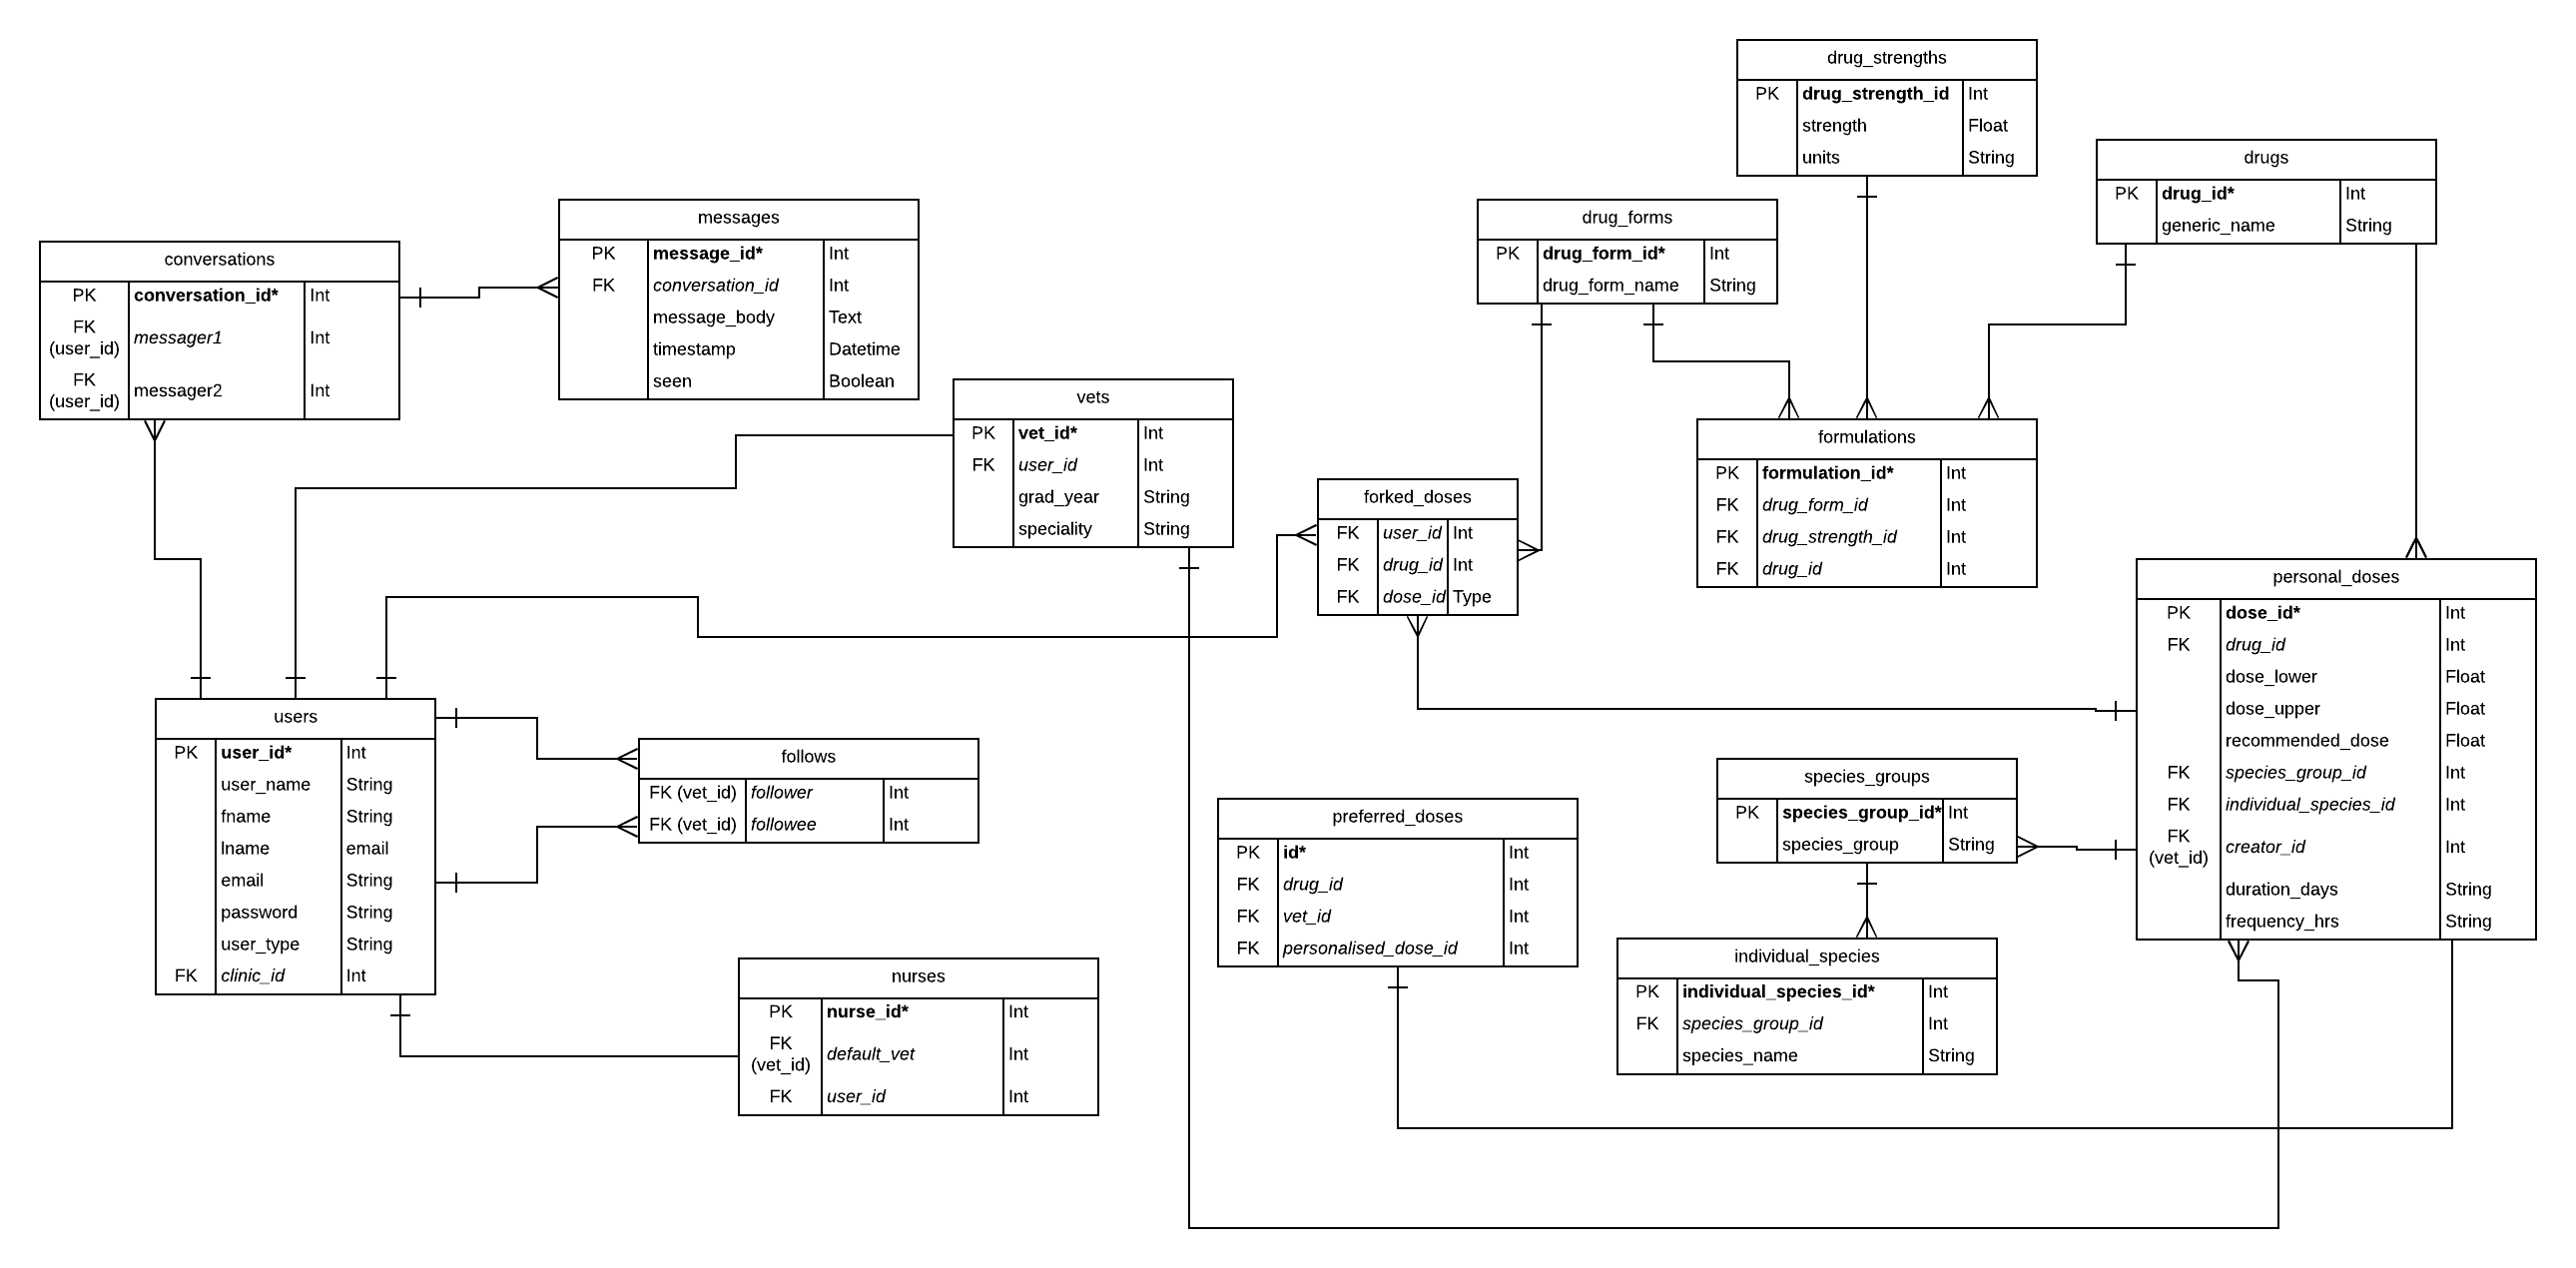 drug_strengths
PK drug_strength_id Int
strength Float
units String
drugs
PK drug_id* Int
generic_name String
messages
PK message_id* Int
FK conversation_id Int
message_body Text
timestamp Datetime
seen Boolean
drug_forms
PK drug_form_id* Int
drug_form_name String
conversations
PK conversation_id* Int
FK
(user_id) messager1 Int
FK
(user_id) messager2 Int
vets
PK vet_id* Int
FK user_id Int
grad_year String
speciality String
formulations
PK formulation_id* Int
FK drug_form_id Int
FK drug_strength_id Int
FK drug_id Int
forked_doses
FK user_id Int
FK drug_id Int
FK dose_id Type
personal_doses
PK dose_id* Int
FK drug_id Int
dose_lower Float
dose_upper Float
recommended_dose Float
FK species_group_id Int
FK individual_species_id Int
FK
(vet_id) creator_id Int
duration_days String
frequency_hrs String
users
PK user_id* Int
user_name String
fname String
lname email
email String
password String
user_type String
FK clinic_id Int
follows
FK (vet_id) follower Int
FK (vet_id) followee Int
species_groups
PK species_group_id* Int
species_group String
preferred_doses
PK id* Int
FK drug_id Int
FK vet_id Int
FK personalised_dose_id Int
individual_species
PK individual_species_id* Int
FK species_group_id Int
species_name String
nurses
PK nurse_id* Int
FK
(vet_id) default_vet Int
FK user_id Int